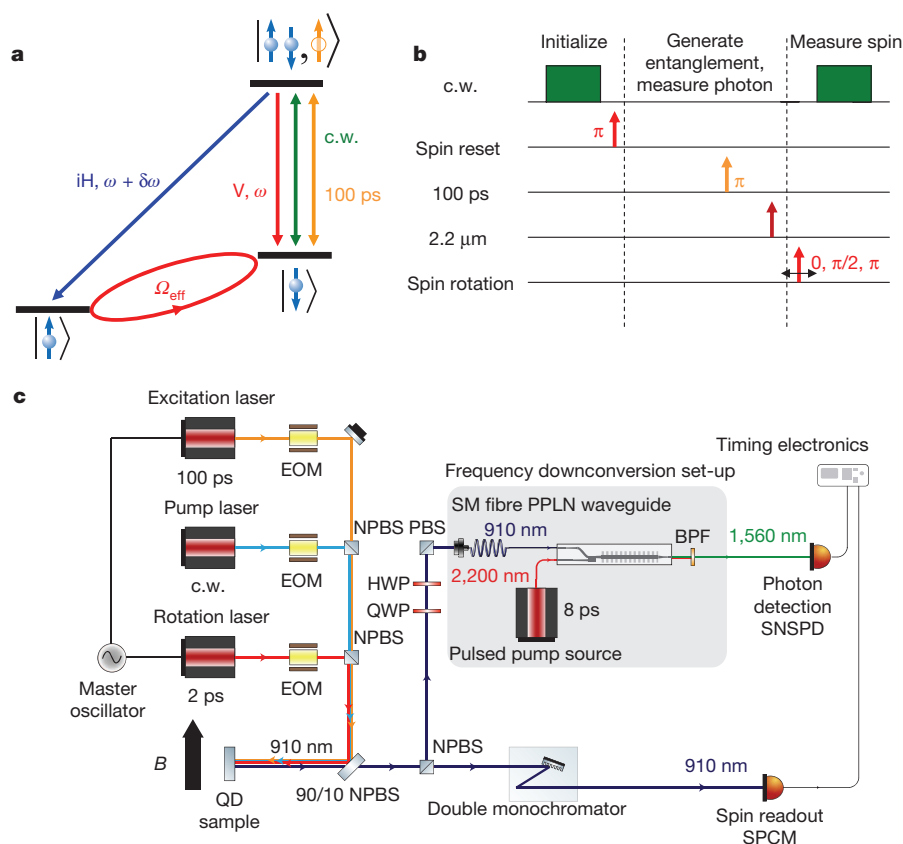 a
iH, ω + δω
V, ω
c.w.
100 ps
Ωeff
b
Initialize
Generate
entanglement,
measure photon
Measure spin
c.w.
π
Spin reset
π
100 ps
2.2 μm
0, π/2, π
Spin rotation
c
Excitation laser
100 ps
EOM
Pump laser
c.w.
EOM
NPBS
Rotation laser
2 ps
EOM
NPBS
Master
oscillator
B
QD
sample
910 nm
90/10 NPBS
NPBS
PBS
HWP
QWP
Frequency downconversion set-up
SM fibre PPLN waveguide
910 nm
2,200 nm
8 ps
Pulsed pump source
BPF
1,560 nm
Timing electronics
Photon
detection
SNSPD
Double monochromator
910 nm
Spin readout
SPCM